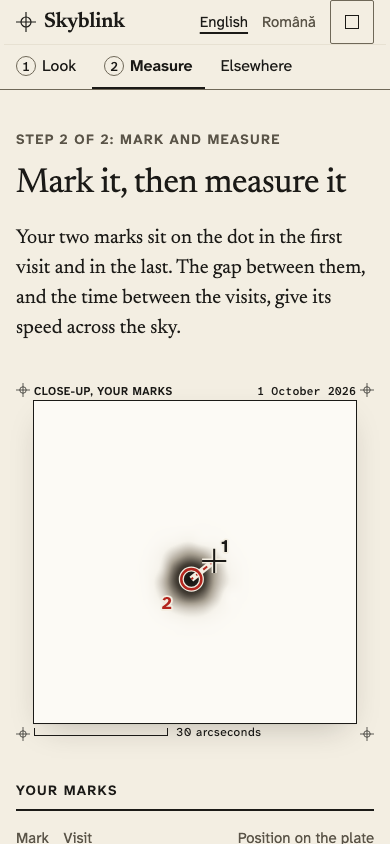 Skyblink
English Română
1 Look 2 Measure Elsewhere
STEP 2 OF 2: MARK AND MEASURE
Mark it, then measure it
Your two marks sit on the dot in the first
visit and in the last. The gap between them,
and the time between the visits, give its
speed across the sky.
CLOSE-UP, YOUR MARKS 1 October 2026
1
2
30 arcseconds
YOUR MARKS
Mark Visit Position on the plate